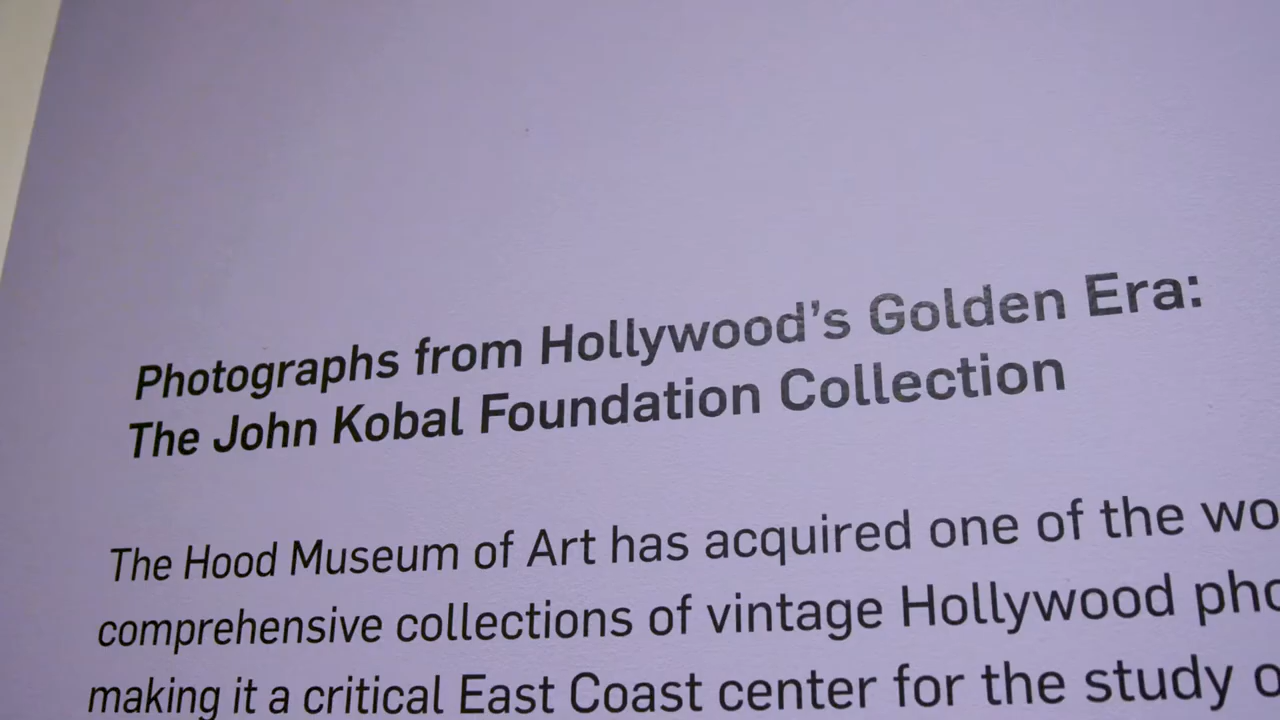 Photographs from Hollywood’s Golden Era:
The John Kobal Foundation Collection
The Hood Museum of Art has acquired one of the
comprehensive collections of vintage Hollywood
making it a critical East Coast center for the study